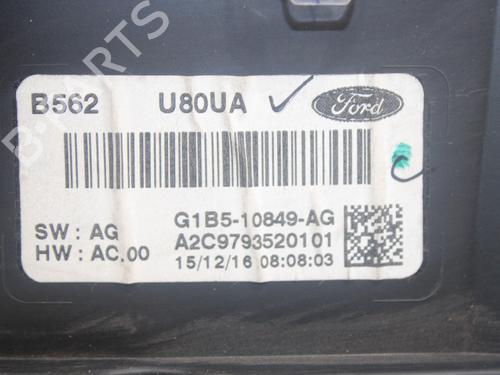 B PARTS
B562 U80UA Ford
SW : AG G1B5-10849-AG
HW : AC.00 A2C9793520101
15/12/16 08:08:03